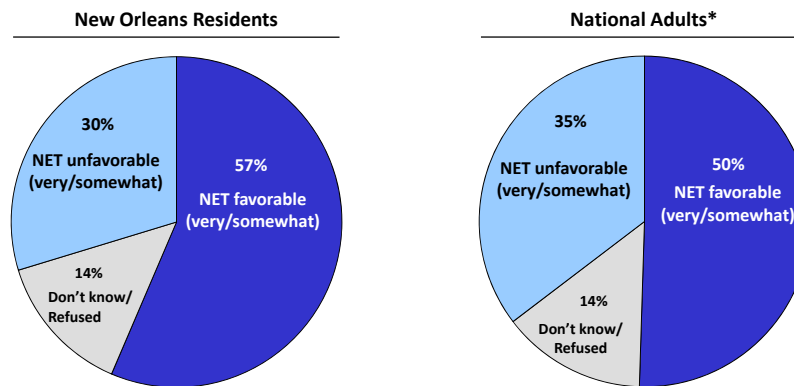 New Orleans Residents
30%
NET unfavorable
(very/somewhat)
57%
NET favorable
(very/somewhat)
14%
Don’t know/
Refused
National Adults*
35%
NET unfavorable
(very/somewhat)
50%
NET favorable
(very/somewhat)
14%
Don’t know/
Refused